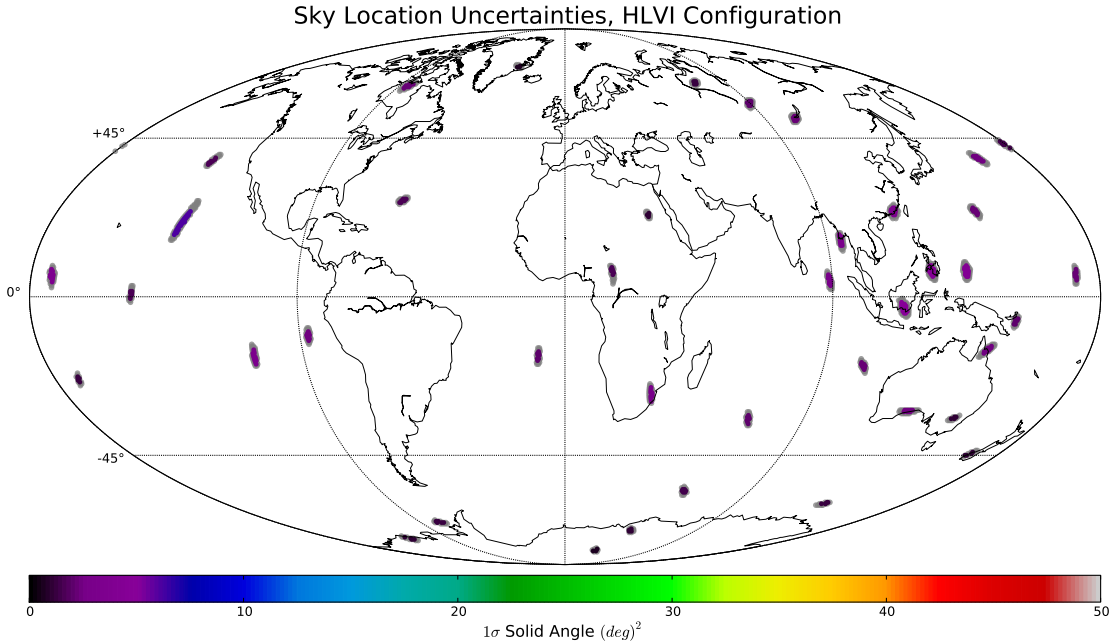 Sky Location Uncertainties, HLVI Configuration
+45°
0°
-45°
0 10 20 30 40 50
1σ Solid Angle (deg)²